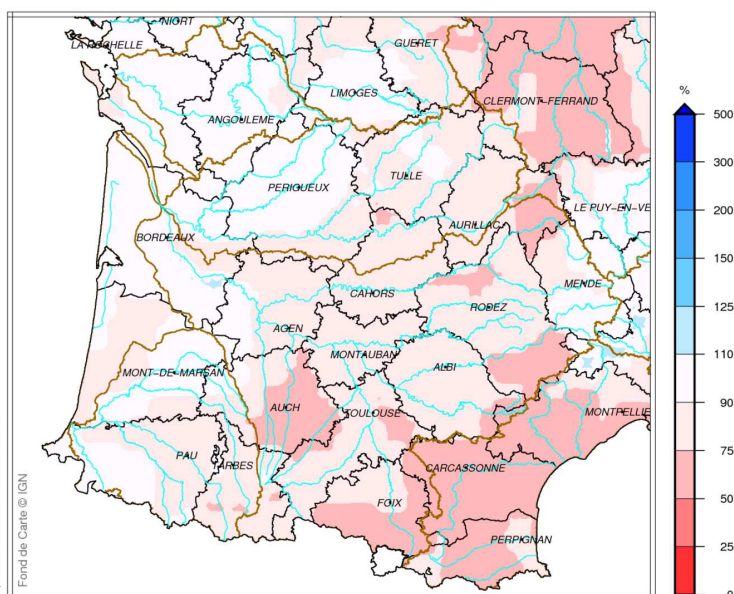 NIORT
LA ROCHELLE
GUERET
LIMOGES
CLERMONT-FERRAND
ANGOULEME
PERIGUEUX
TULLE
LE PUY-EN-VE
AURILLAC
BORDEAUX
CAHORS
MENDE
RODEZ
AGEN
MONTAUBAN
ALBI
MONT-DE-MARSAN
AUCH
TOULOUSE
MONTPELLIE
PAU
TARBES
CARCASSONNE
FOIX
PERPIGNAN
Fond de Carte © IGN
%
500
300
200
150
125
110
90
75
50
25
0